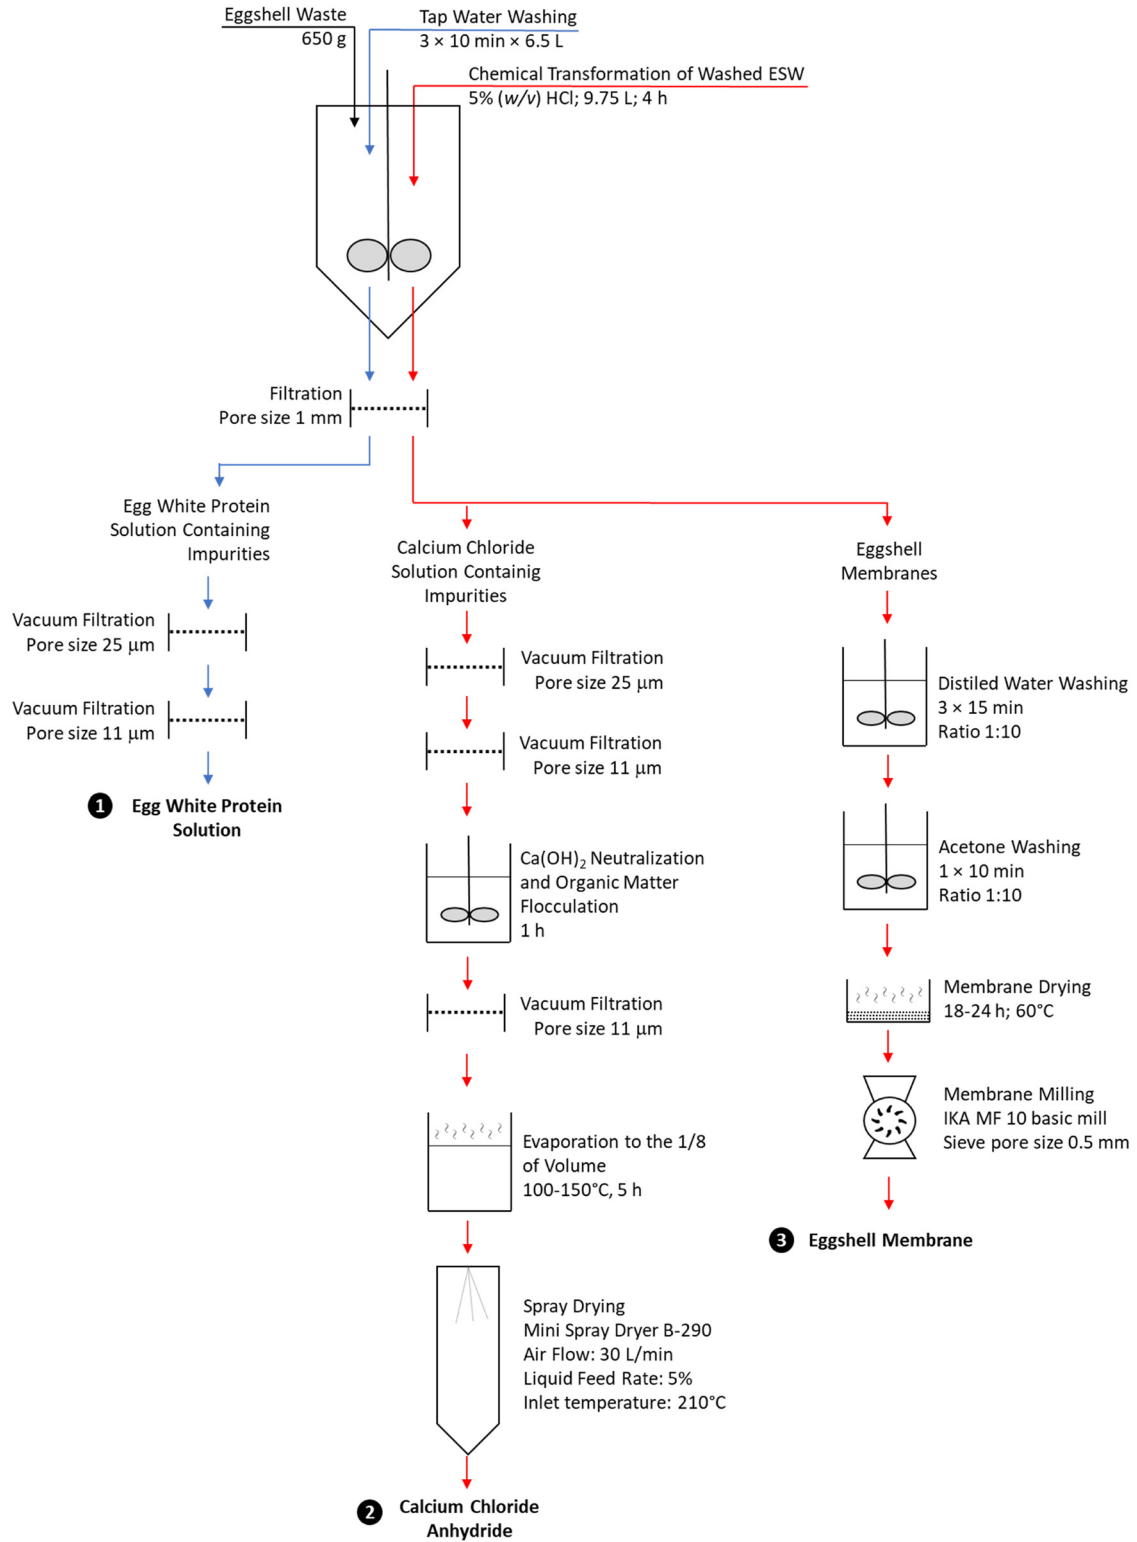 Eggshell Waste
650 g
Tap Water Washing
3 × 10 min × 6.5 L
Chemical Transformation of Washed ESW
5% (w/v) HCl; 9.75 L; 4 h
Filtration
Pore size 1 mm
Egg White Protein
Solution Containing
Impurities
Vacuum Filtration
Pore size 25 µm
Vacuum Filtration
Pore size 11 µm
1 Egg White Protein
Solution
Calcium Chloride
Solution Containig
Impurities
Vacuum Filtration
Pore size 25 µm
Vacuum Filtration
Pore size 11 µm
Ca(OH)₂ Neutralization
and Organic Matter
Flocculation
1 h
Vacuum Filtration
Pore size 11 µm
Evaporation to the 1/8
of Volume
100-150°C, 5 h
Spray Drying
Mini Spray Dryer B-290
Air Flow: 30 L/min
Liquid Feed Rate: 5%
Inlet temperature: 210°C
2 Calcium Chloride
Anhydride
Eggshell
Membranes
Distiled Water Washing
3 × 15 min
Ratio 1:10
Acetone Washing
1 × 10 min
Ratio 1:10
Membrane Drying
18-24 h; 60°C
Membrane Milling
IKA MF 10 basic mill
Sieve pore size 0.5 mm
3 Eggshell Membrane